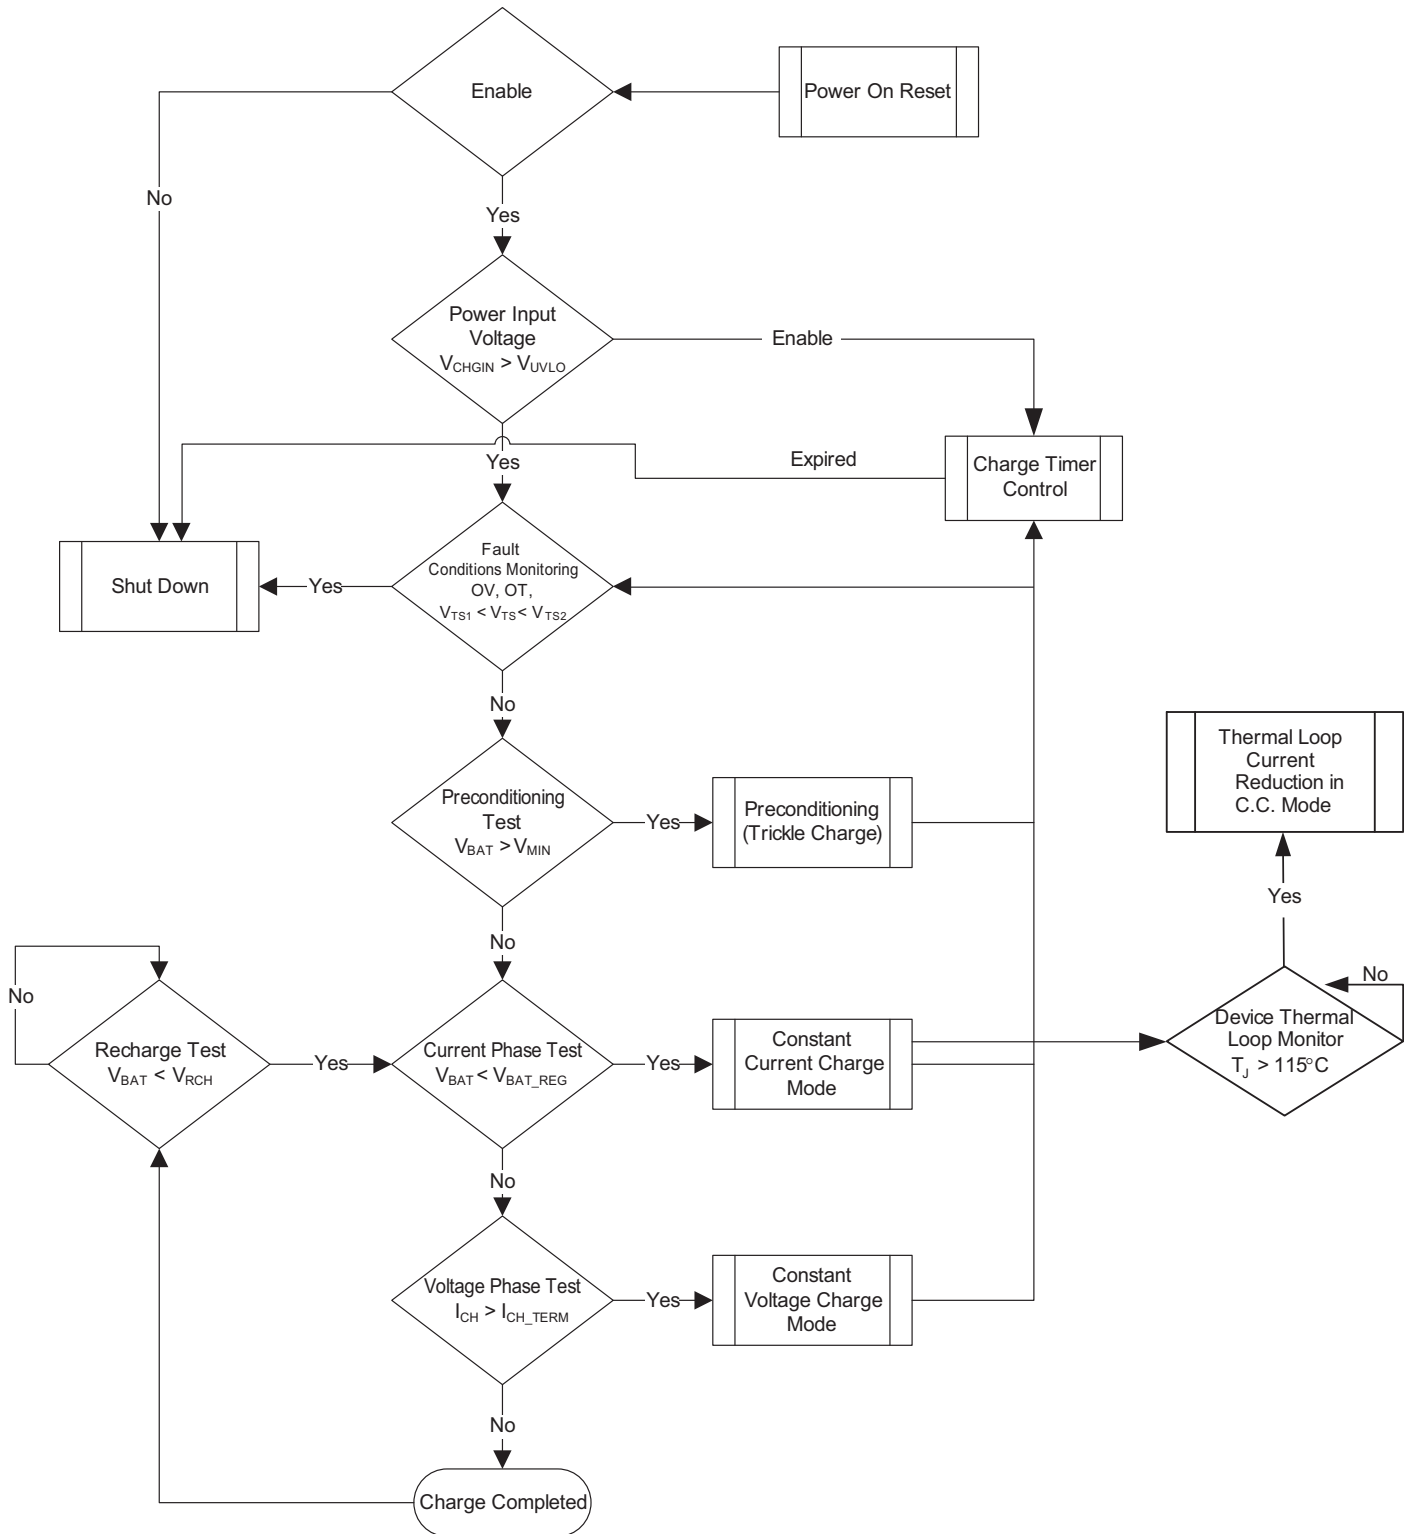 Enable
Power On Reset
No
Yes
Power Input
Voltage
V_CHGIN > V_UVLO
Enable
Yes
Expired
Charge Timer
Control
Shut Down
Yes
Fault
Conditions Monitoring
OV, OT,
V_TS1 < V_TS < V_TS2
No
Thermal Loop
Current
Reduction in
C.C. Mode
Preconditioning
Test
V_BAT > V_MIN
Yes
Preconditioning
(Trickle Charge)
Yes
No
No
No
Recharge Test
V_BAT < V_RCH
Yes
Current Phase Test
V_BAT < V_BAT_REG
Yes
Constant
Current Charge
Mode
Device Thermal
Loop Monitor
T_J > 115°C
No
Voltage Phase Test
I_CH > I_CH_TERM
Yes
Constant
Voltage Charge
Mode
No
Charge Completed